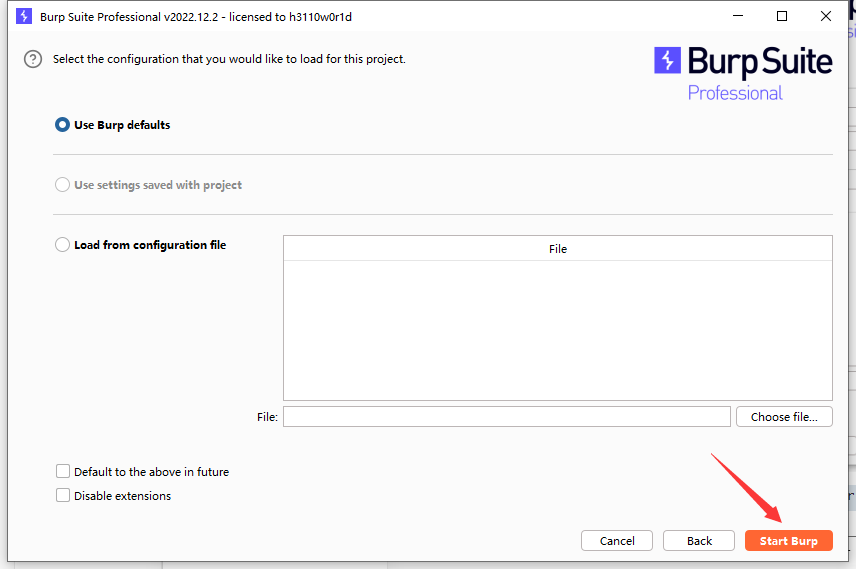 Burp Suite Professional v2022.12.2 - licensed to h3110w0r1d
Select the configuration that you would like to load for this project.
Burp Suite
Professional
Use Burp defaults
Use settings saved with project
Load from configuration file
File
File:
Choose file...
Default to the above in future
Disable extensions
Cancel
Back
Start Burp